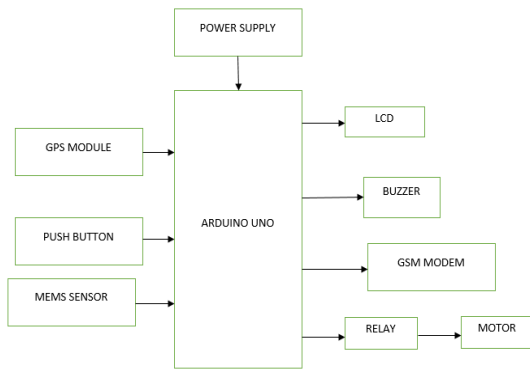 POWER SUPPLY
LCD
GPS MODULE
BUZZER
PUSH BUTTON
ARDUINO UNO
GSM MODEM
MEMS SENSOR
RELAY
MOTOR